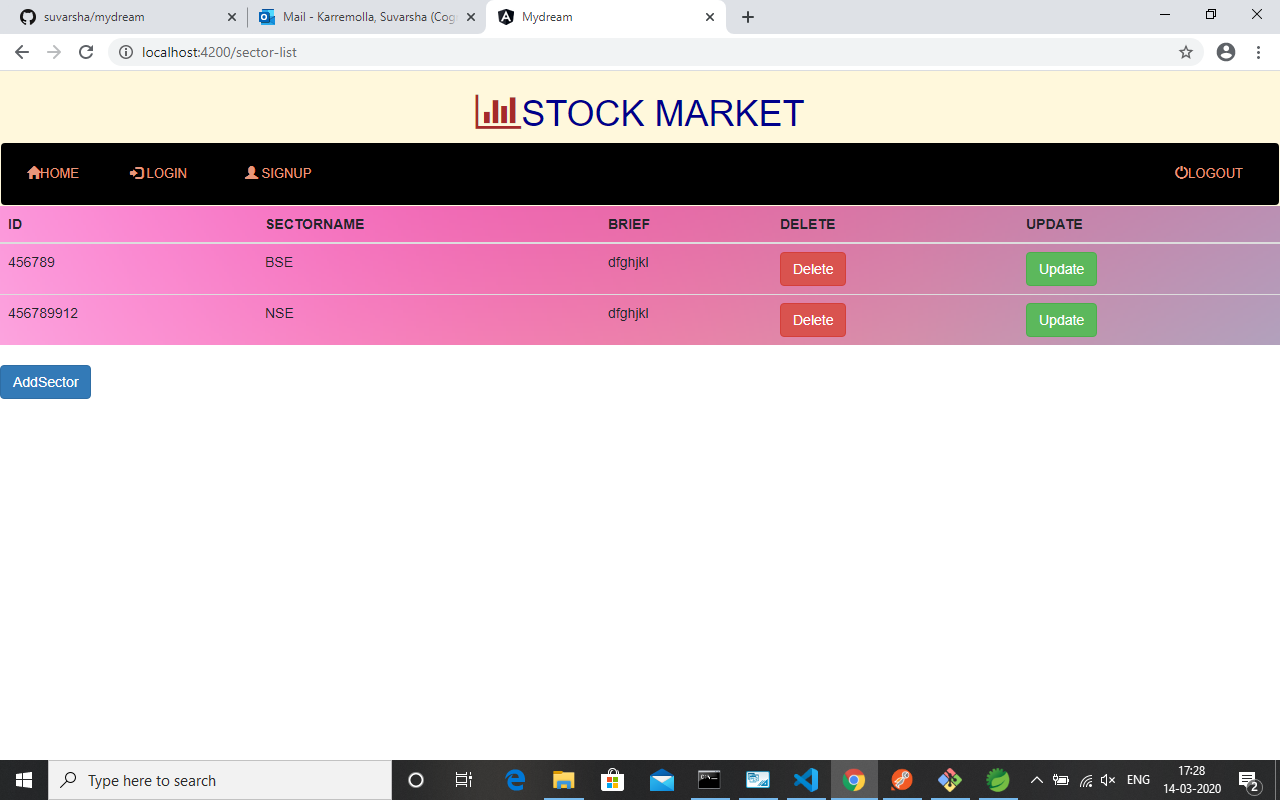 suvarsha/mydream
Mail - Karremolla, Suvarsha (Cog
Mydream
localhost:4200/sector-list
STOCK MARKET
HOME LOGIN SIGNUP LOGOUT
ID SECTORNAME BRIEF DELETE UPDATE
456789 BSE dfghjkl Delete Update
456789912 NSE dfghjkl Delete Update
AddSector
Type here to search
ENG
17:28
14-03-2020
2